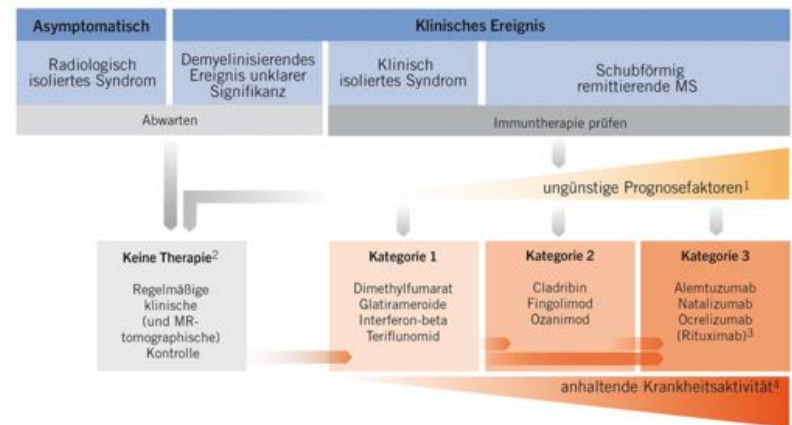 Asymptomatisch
Klinisches Ereignis
Radiologisch
isoliertes Syndrom
Demyelinisierendes
Ereignis unklarer
Signifikanz
Klinisch
isoliertes Syndrom
Schubförmig
remittierende MS
Abwarten
Immuntherapie prüfen
ungünstige Prognosefaktoren¹
Keine Therapie²
Regelmäßige
klinische
(und MR-
tomographische)
Kontrolle
Kategorie 1
Dimethylfumarat
Glatirameroide
Interferon-beta
Teriflunomid
Kategorie 2
Cladribin
Fingolimod
Ozanimod
Kategorie 3
Alemtuzumab
Natalizumab
Ocrelizumab
(Rituximab)³
anhaltende Krankheitsaktivität⁴